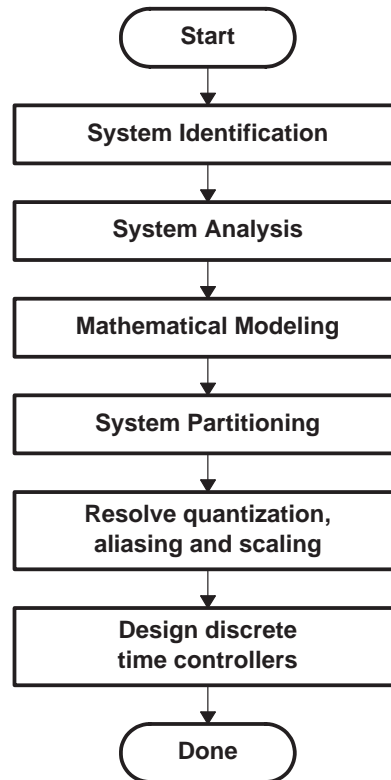 Start
System Identification
System Analysis
Mathematical Modeling
System Partitioning
Resolve quantization,
aliasing and scaling
Design discrete
time controllers
Done